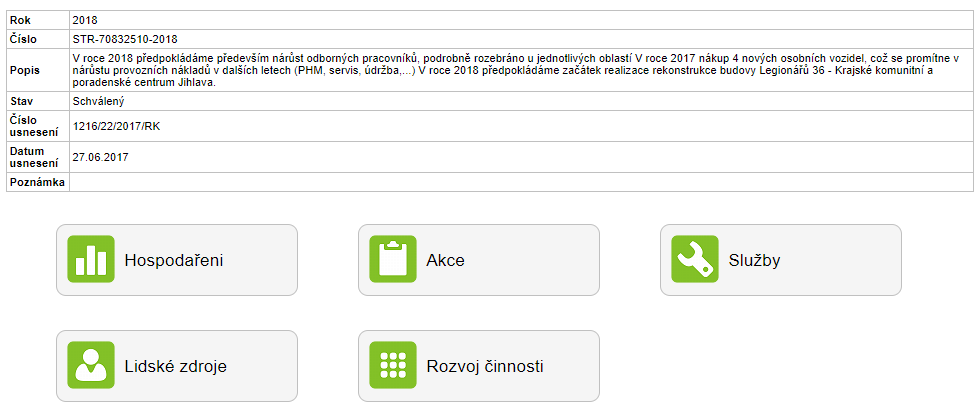 Rok 2018
Číslo STR-70832510-2018
Popis V roce 2018 předpokládáme především nárůst odborných pracovníků, podrobně rozebráno u jednotlivých oblastí V roce 2017 nákup 4 nových osobních vozidel, což se promítne v
nárůstu provozních nákladů v dalších letech (PHM, servis, údržba,...) V roce 2018 předpokládáme začátek realizace rekonstrukce budovy Legionářů 36 - Krajské komunitní a
poradenské centrum Jihlava.
Stav Schválený
Číslo
usnesení 1216/22/2017/RK
Datum
usnesení 27.06.2017
Poznámka
Hospodařeni
Akce
Služby
Lidské zdroje
Rozvoj činnosti